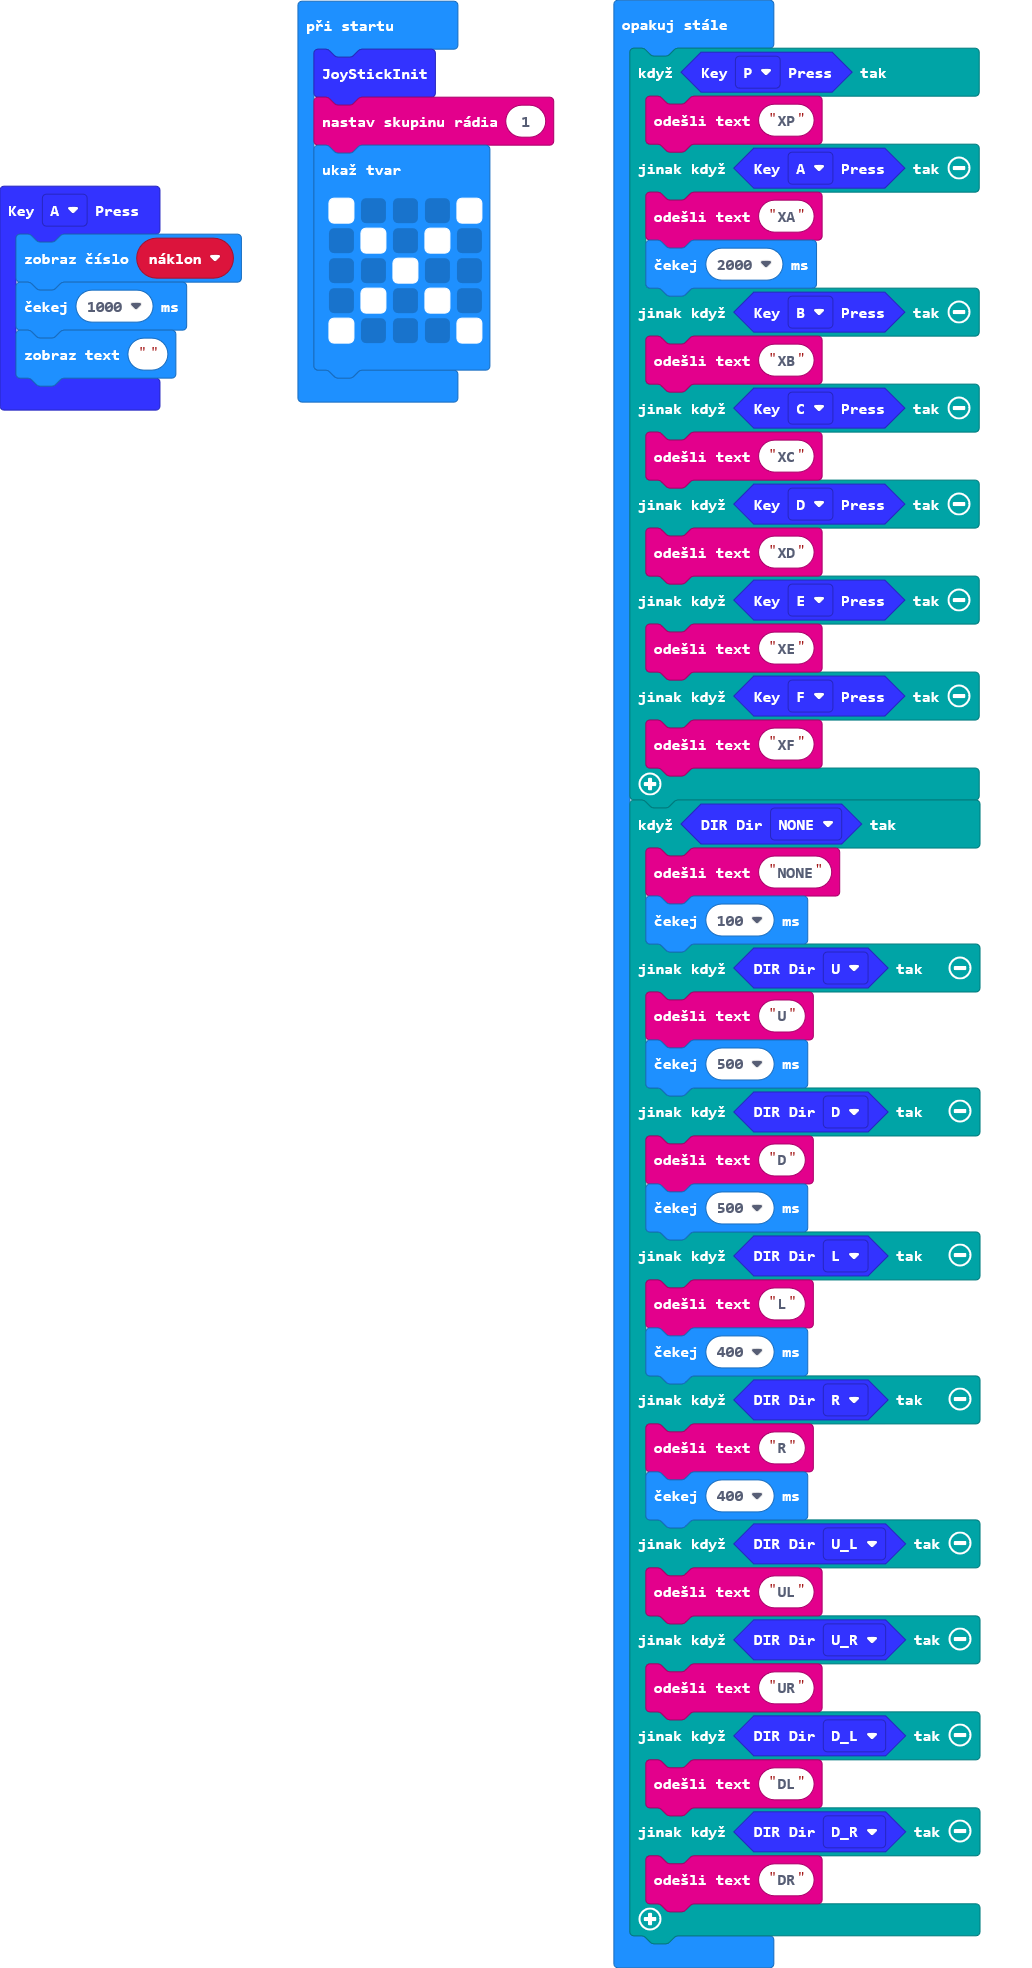 Key A Press
zobraz číslo náklon
čekej 1000 ms
zobraz text " "
při startu
JoyStickInit
nastav skupinu rádia 1
ukaž tvar
opakuj stále
když Key P Press tak
odešli text "XP"
jinak když Key A Press tak
odešli text "XA"
čekej 2000 ms
jinak když Key B Press tak
odešli text "XB"
jinak když Key C Press tak
odešli text "XC"
jinak když Key D Press tak
odešli text "XD"
jinak když Key E Press tak
odešli text "XE"
jinak když Key F Press tak
odešli text "XF"
když DIR Dir NONE tak
odešli text "NONE"
čekej 100 ms
jinak když DIR Dir U tak
odešli text "U"
čekej 500 ms
jinak když DIR Dir D tak
odešli text "D"
čekej 500 ms
jinak když DIR Dir L tak
odešli text "L"
čekej 400 ms
jinak když DIR Dir R tak
odešli text "R"
čekej 400 ms
jinak když DIR Dir U_L tak
odešli text "UL"
jinak když DIR Dir U_R tak
odešli text "UR"
jinak když DIR Dir D_L tak
odešli text "DL"
jinak když DIR Dir D_R tak
odešli text "DR"